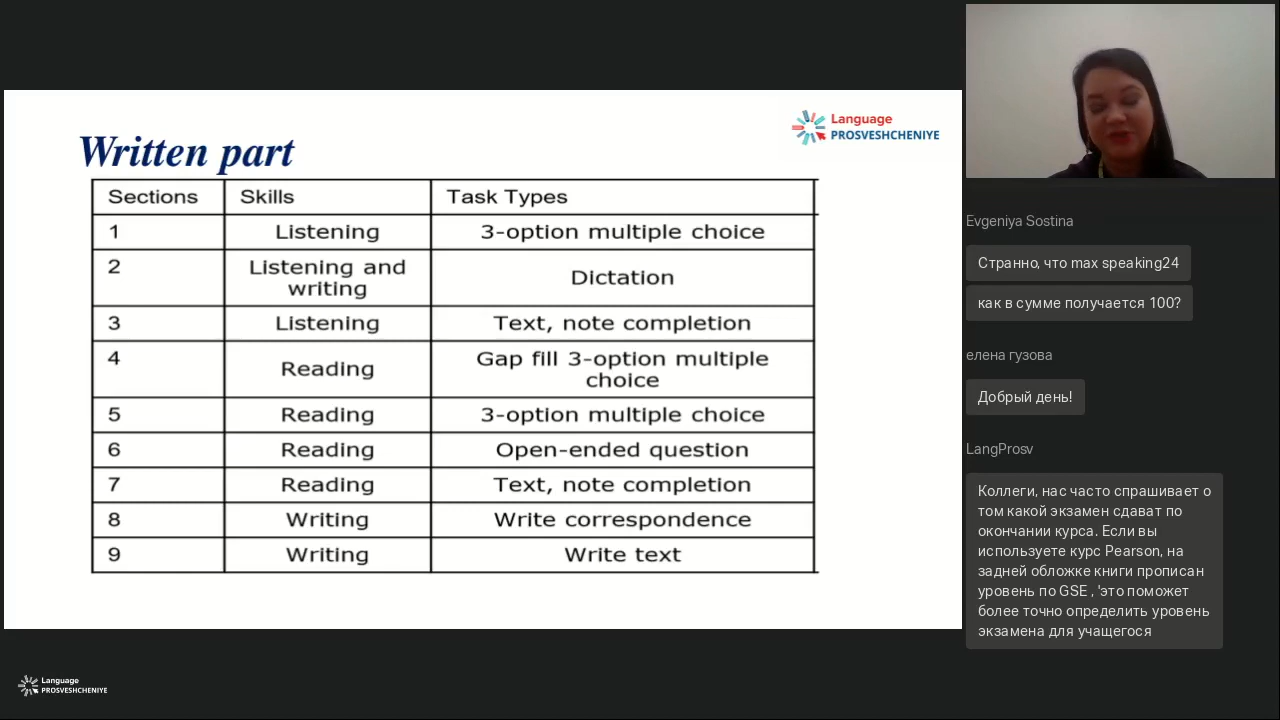 Language
PROSVESHCHENIYE
Written part
Sections Skills Task Types
1 Listening 3-option multiple choice
2 Listening and writing Dictation
3 Listening Text, note completion
4 Reading Gap fill 3-option multiple choice
5 Reading 3-option multiple choice
6 Reading Open-ended question
7 Reading Text, note completion
8 Writing Write correspondence
9 Writing Write text
Evgeniya Sostina
Странно, что max speaking24
как в сумме получается 100?
елена гузова
Добрый день!
LangProsv
Коллеги, нас часто спрашивает о
том какой экзамен сдават по
окончании курса. Если вы
используете курс Pearson, на
задней обложке книги прописан
уровень по GSE , 'это поможет
более точно определить уровень
экзамена для учащегося
Language
PROSVESHCHENIYE